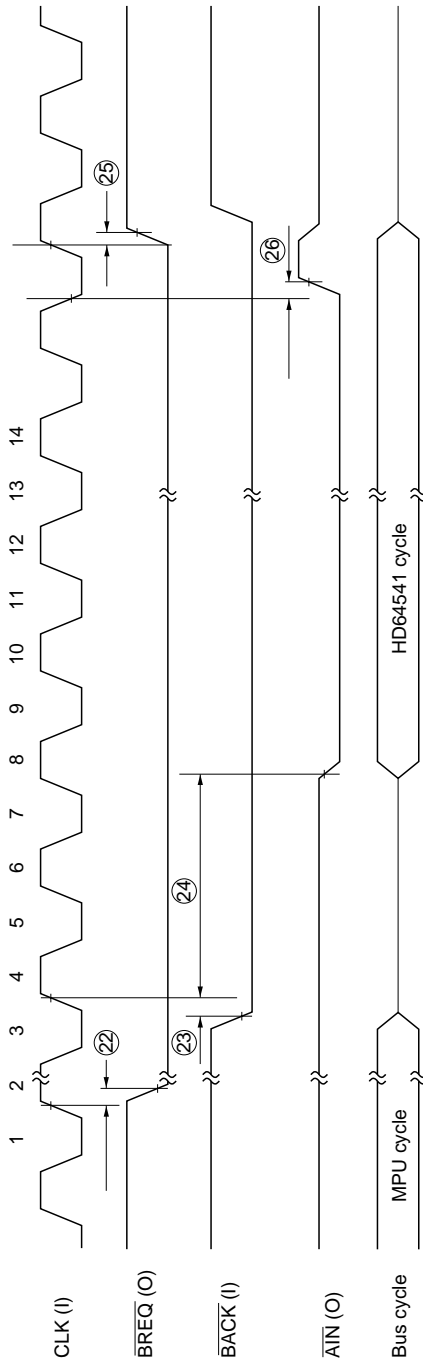 1 2 3 4 5 6 7 8 9 10 11 12 13 14
CLK (I)
22
25
BREQ (O)
23
24
BACK (I)
26
AIN (O)
Bus cycle
MPU cycle
HD64541 cycle